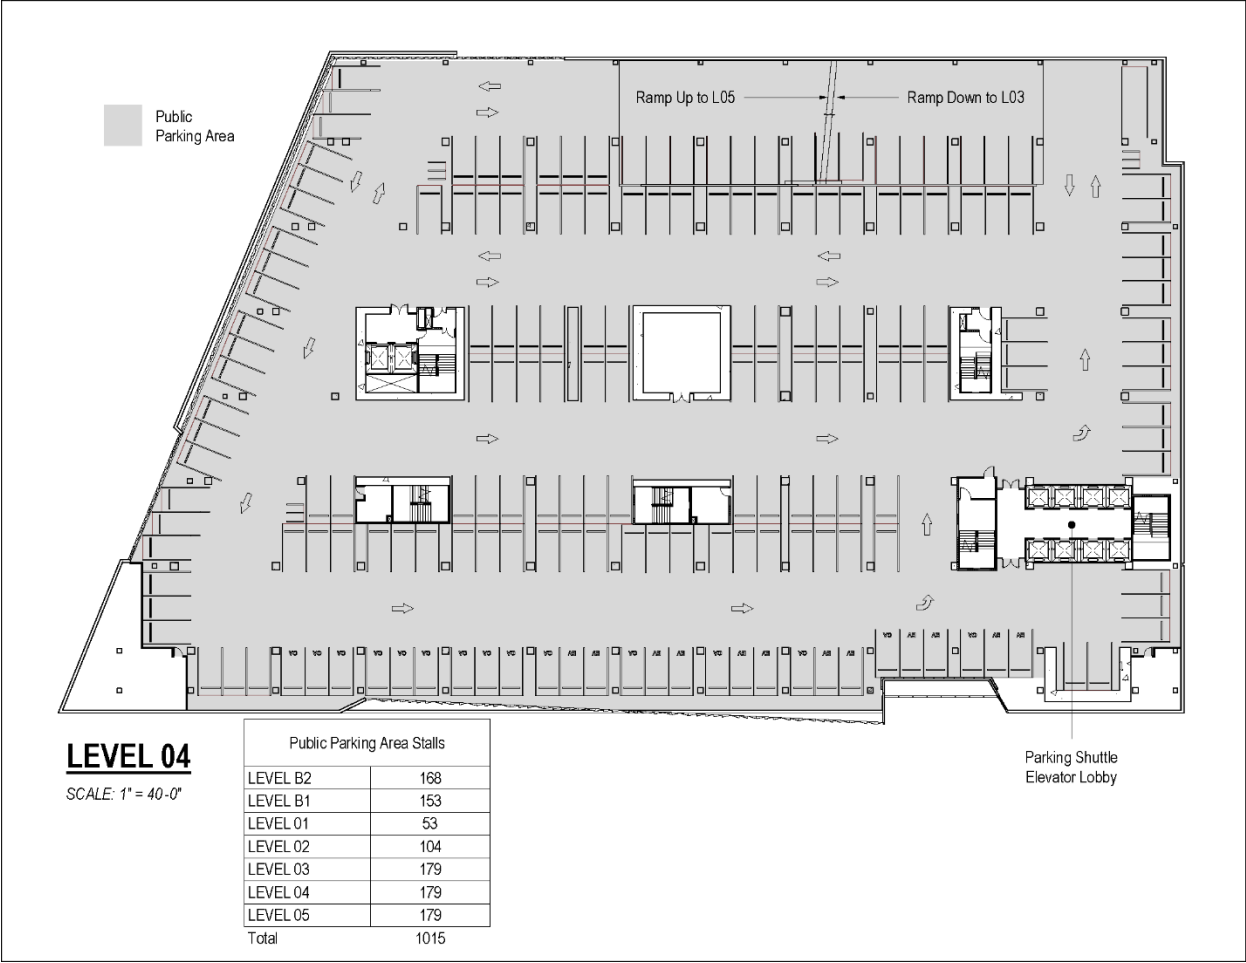 Ramp Up to L05
Ramp Down to L03
Public
Parking Area
LEVEL 04
SCALE: 1" = 40-0"
Public Parking Area Stalls
LEVEL B2 168
LEVEL B1 153
LEVEL 01 53
LEVEL 02 104
LEVEL 03 179
LEVEL 04 179
LEVEL 05 179
Total 1015
Parking Shuttle
Elevator Lobby